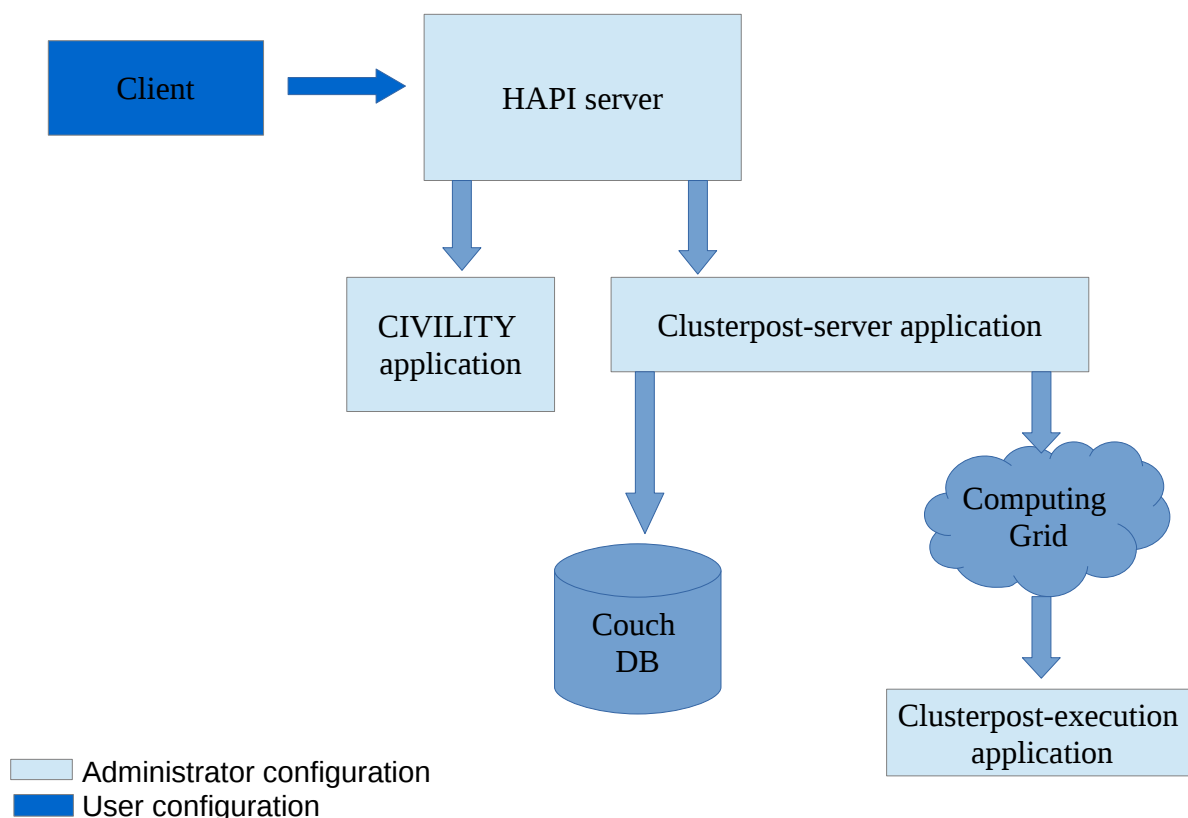 Client
HAPI server
CIVILITY
application
Clusterpost-server application
Computing
Grid
Couch
DB
Clusterpost-execution
application
Administrator configuration
User configuration